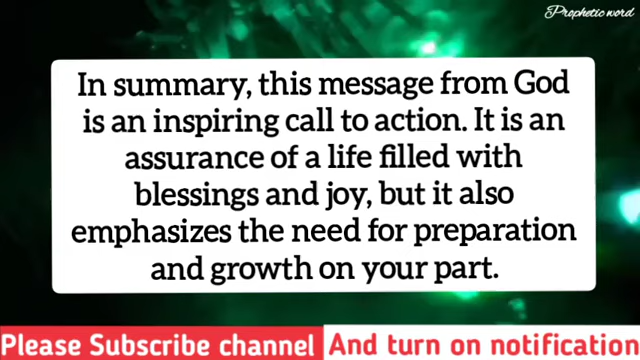 Prophetic word
In summary, this message from God
is an inspiring call to action. It is an
assurance of a life filled with
blessings and joy, but it also
emphasizes the need for preparation
and growth on your part.
Please Subscribe channel And turn on notification